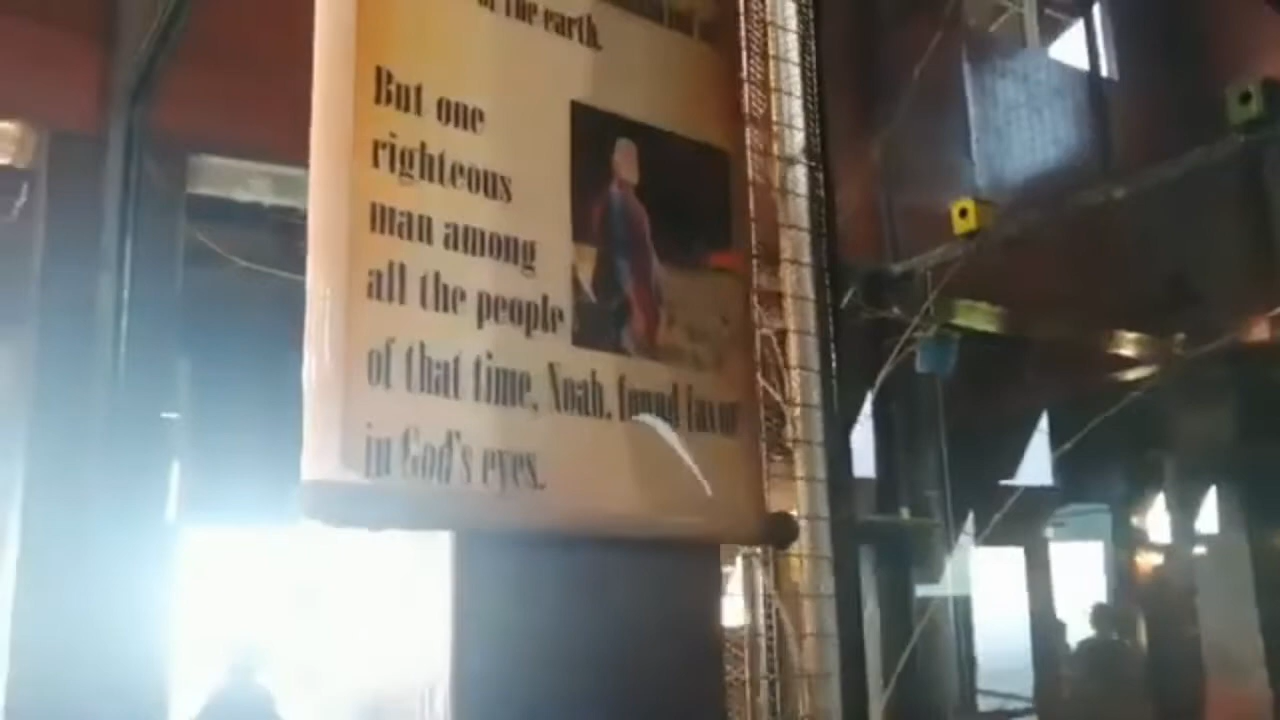 of the earth.
But one
righteous
man among
all the people
of that time, Noah, found favor
in God's eyes.